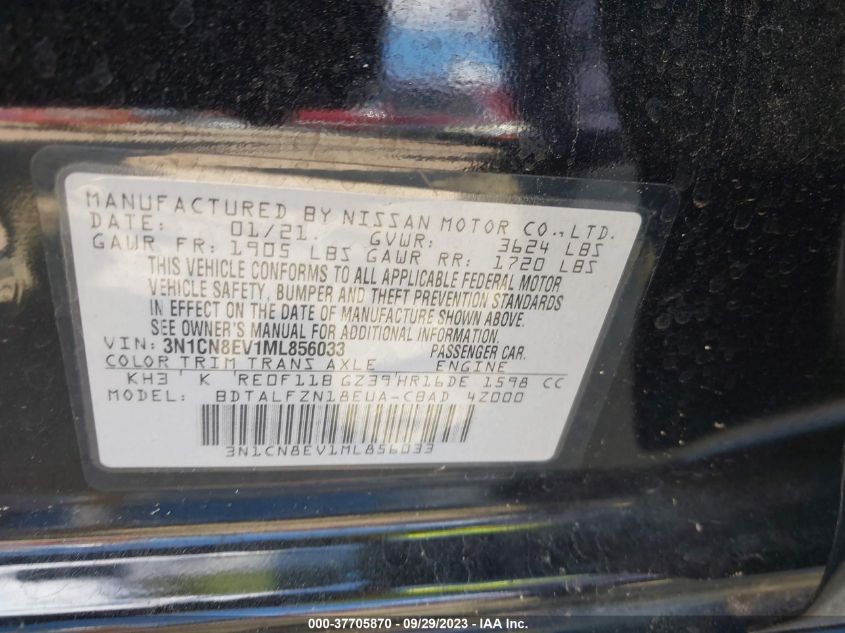 MANUFACTURED BY NISSAN MOTOR CO.,LTD.
DATE: 01/21. GVWR: 3624 LBS
GAWR FR: 1905 LBS GAWR RR: 1720 LBS
THIS VEHICLE CONFORMS TO ALL APPLICABLE FEDERAL MOTOR
VEHICLE SAFETY, BUMPER AND THEFT PREVENTION STANDARDS
IN EFFECT ON THE DATE OF MANUFACTURE SHOWN ABOVE.
SEE OWNER'S MANUAL FOR ADDITIONAL INFORMATION.
VIN: 3N1CN8EV1ML856033 PASSENGER CAR.
COLOR TRIM TRANS AXLE ENGINE
KH3 K RE0F11B GZ39 HR16DE 1598 CC
MODEL: BDTALFZN18EUA-CBAD 4Z000
3N1CN8EV1ML856033
000-37705870 - 09/29/2023 - IAA Inc.